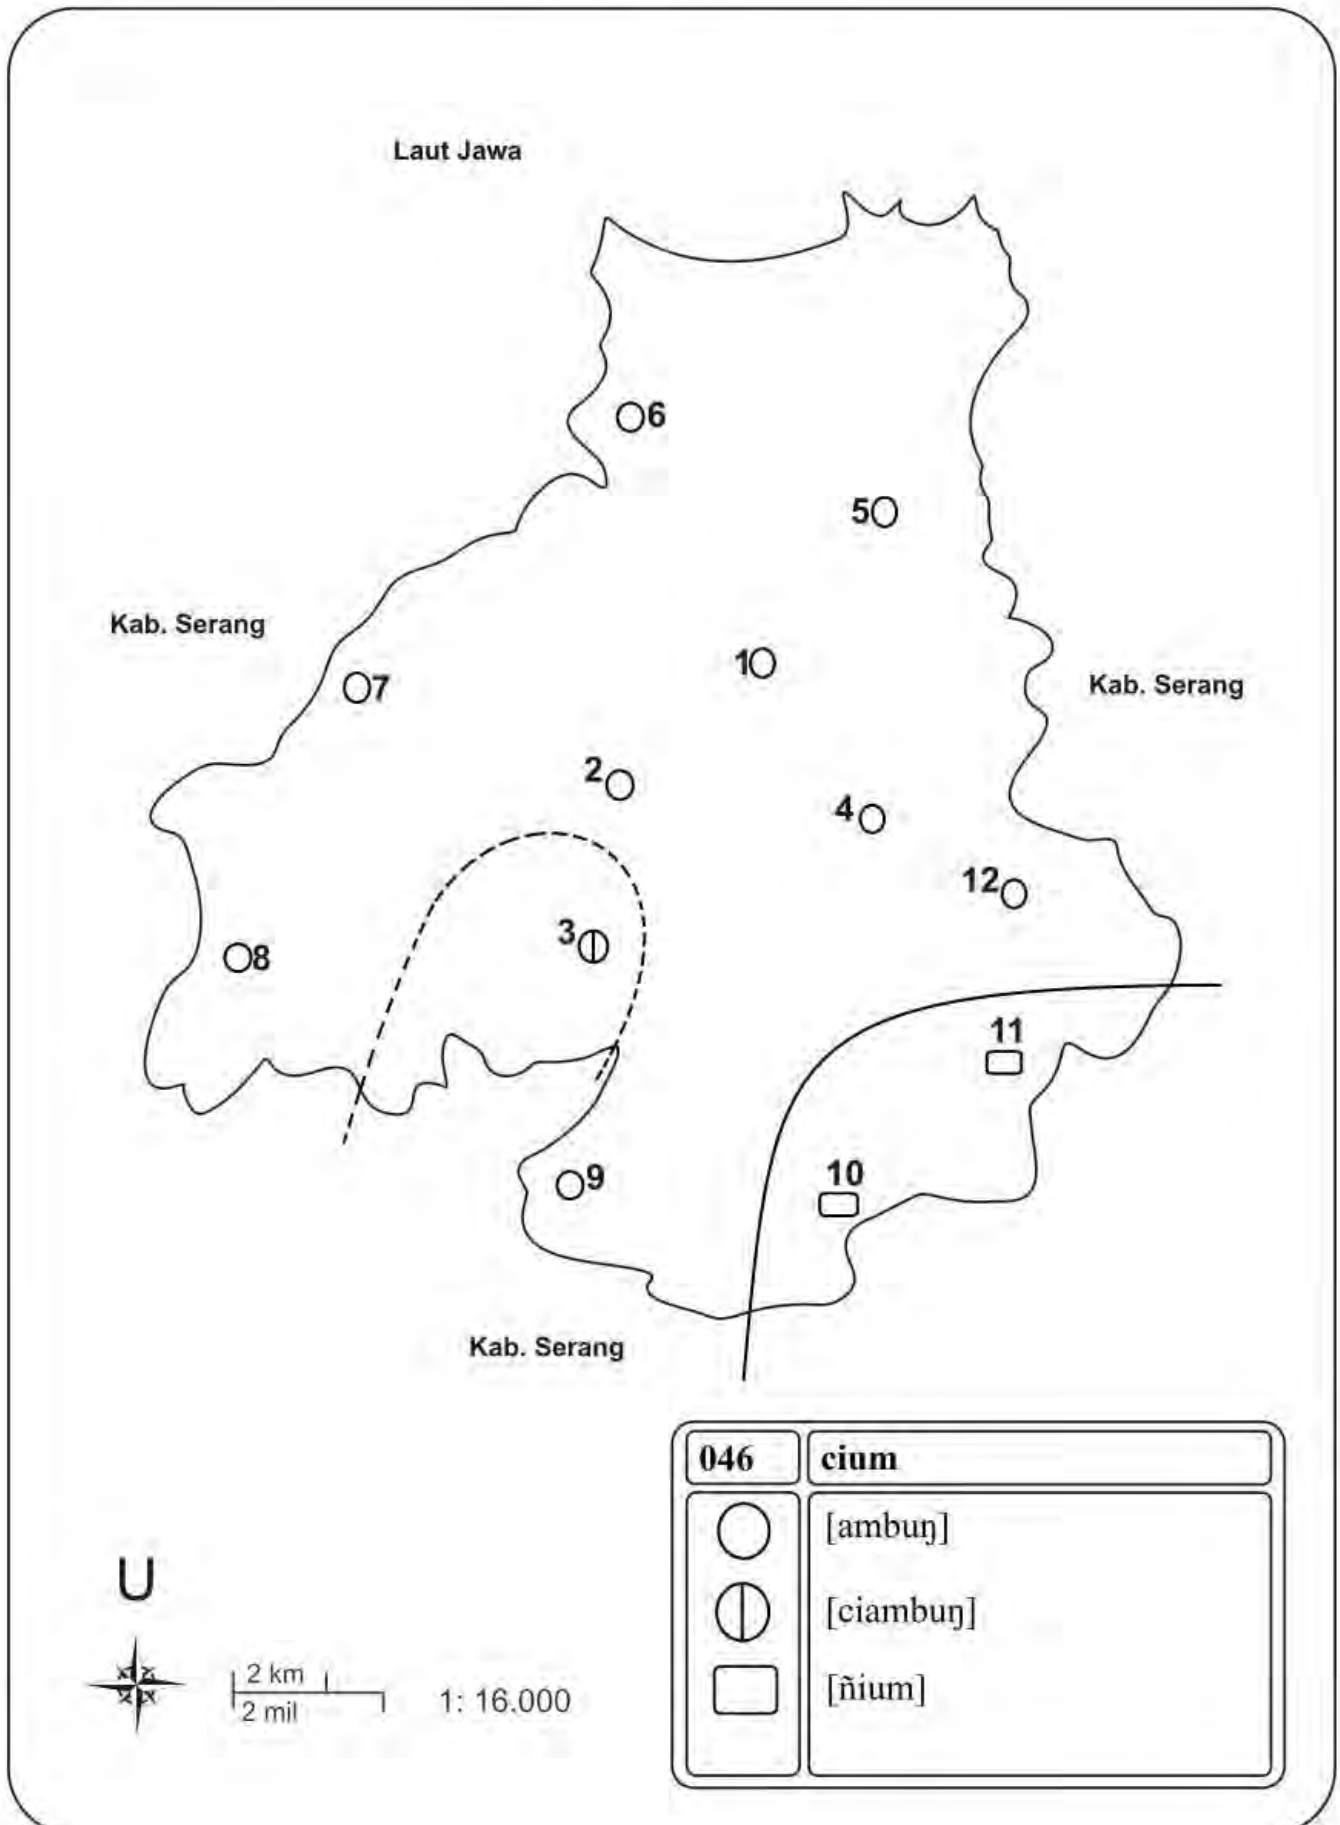 Laut Jawa
6
5
Kab. Serang
1
Kab. Serang
7
2
4
12
3
8
11
10
9
Kab. Serang
046 cium
[ambuŋ]
[ciambuŋ]
[ñium]
U
2 km
2 mil
1: 16.000